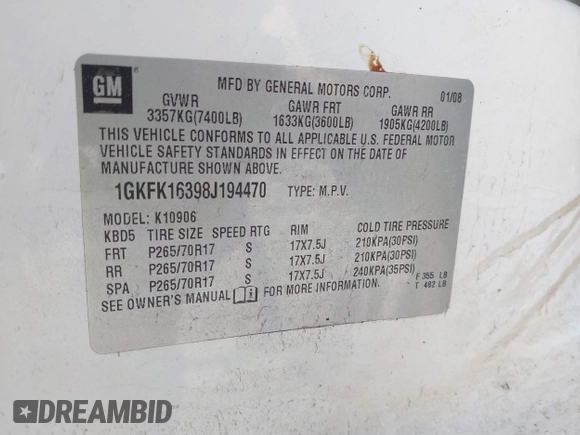 GM
MFD BY GENERAL MOTORS CORP. 01/08
GVWR GAWR FRT GAWR RR
3357KG(7400LB) 1633KG(3600LB) 1905KG(4200LB)
THIS VEHICLE CONFORMS TO ALL APPLICABLE U.S. FEDERAL MOTOR
VEHICLE SAFETY STANDARDS IN EFFECT ON THE DATE OF
MANUFACTURE SHOWN ABOVE.
1GKFK16398J194470 TYPE: M.P.V.
MODEL: K10906
KBD5 TIRE SIZE SPEED RTG RIM COLD TIRE PRESSURE
FRT P265/70R17 S 17X7.5J 210KPA(30PSI)
RR P265/70R17 S 17X7.5J 210KPA(30PSI)
SPA P265/70R17 S 17X7.5J 240KPA(35PSI) F 355 LB
SEE OWNER'S MANUAL FOR MORE INFORMATION. T 482 LB
DREAMBID